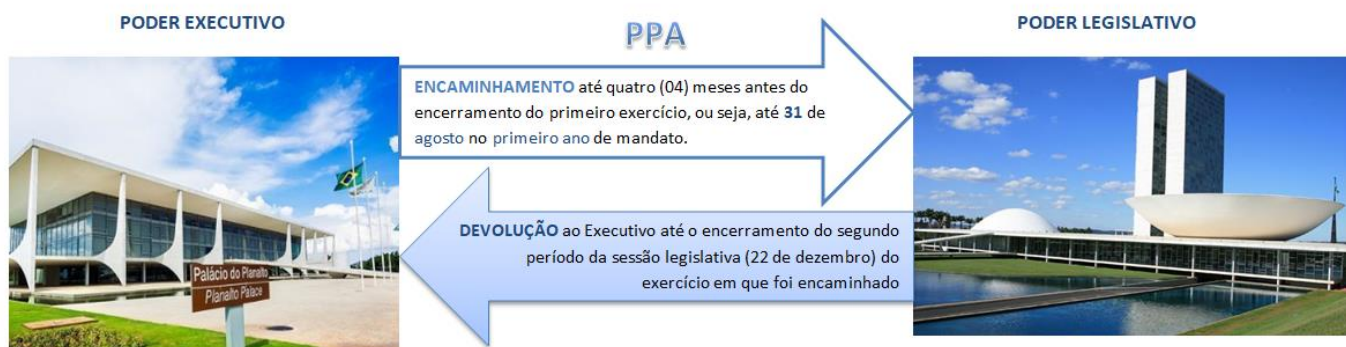 PODER EXECUTIVO
PPA
PODER LEGISLATIVO
ENCAMINHAMENTO até quatro (04) meses antes do
encerramento do primeiro exercício, ou seja, até 31 de
agosto no primeiro ano de mandato.
DEVOLUÇÃO ao Executivo até o encerramento do segundo
período da sessão legislativa (22 de dezembro) do
exercício em que foi encaminhado
Palácio do Planalto
Planalto Palace